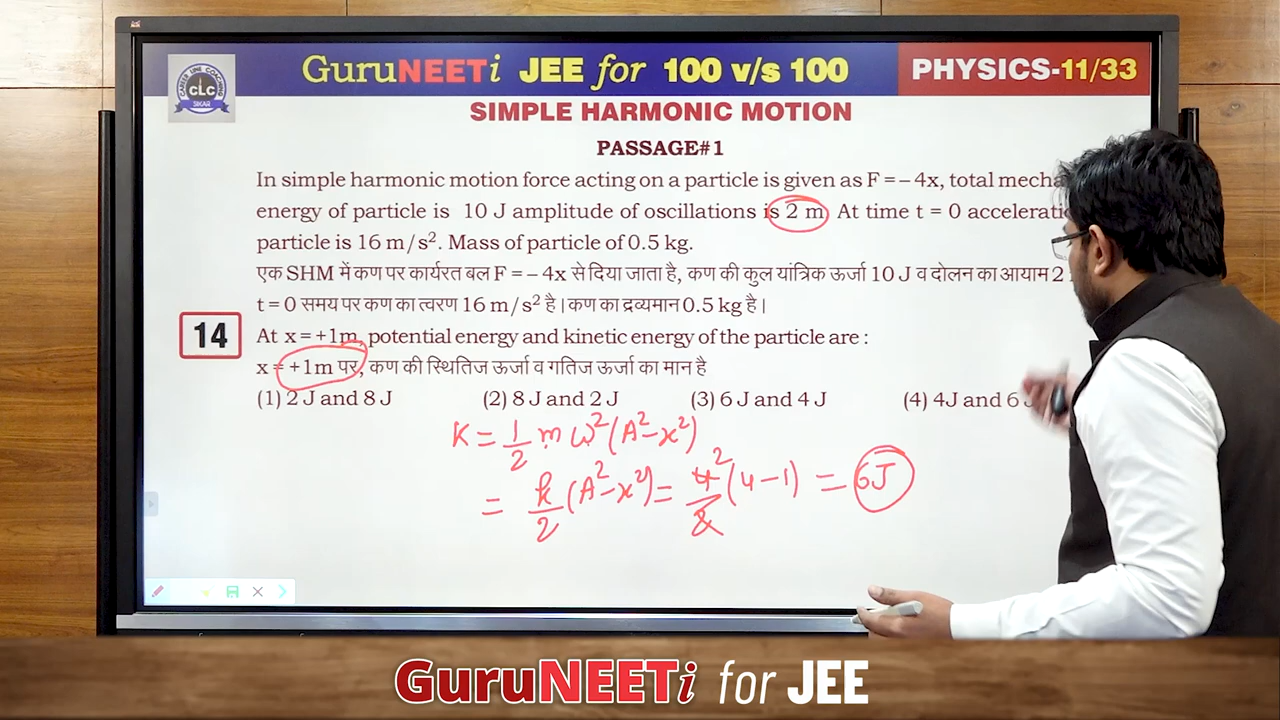 GuruNEETi JEE for 100 v/s 100
PHYSICS-11/33
CLC
SIKAR
SIMPLE HARMONIC MOTION
PASSAGE#1
In simple harmonic motion force acting on a particle is given as F = – 4x, total
energy of particle is 10 J amplitude of oscillations is 2 m. At time t = 0
particle is 16 m/s². Mass of particle of 0.5 kg.
एक SHM में कण पर कार्यरत बल F = – 4x से दिया जाता है, कण की कुल यांत्रिक ऊर्जा 10 J व दोलन का आयाम 2
t = 0 समय पर कण का त्वरण 16 m/s² है। कण का द्रव्यमान 0.5 kg है।
14
At x = +1m, potential energy and kinetic energy of the particle are :
x = +1m पर, कण की स्थितिज ऊर्जा व गतिज ऊर्जा का मान है
(1) 2 J and 8 J (2) 8 J and 2 J (3) 6 J and 4 J (4) 4J and 6
K = 1/2 m ω² (A² – x²)
= k/2 (A² – x²) = 4/2 2 (4 – 1) = 6J
GuruNEETi for JEE